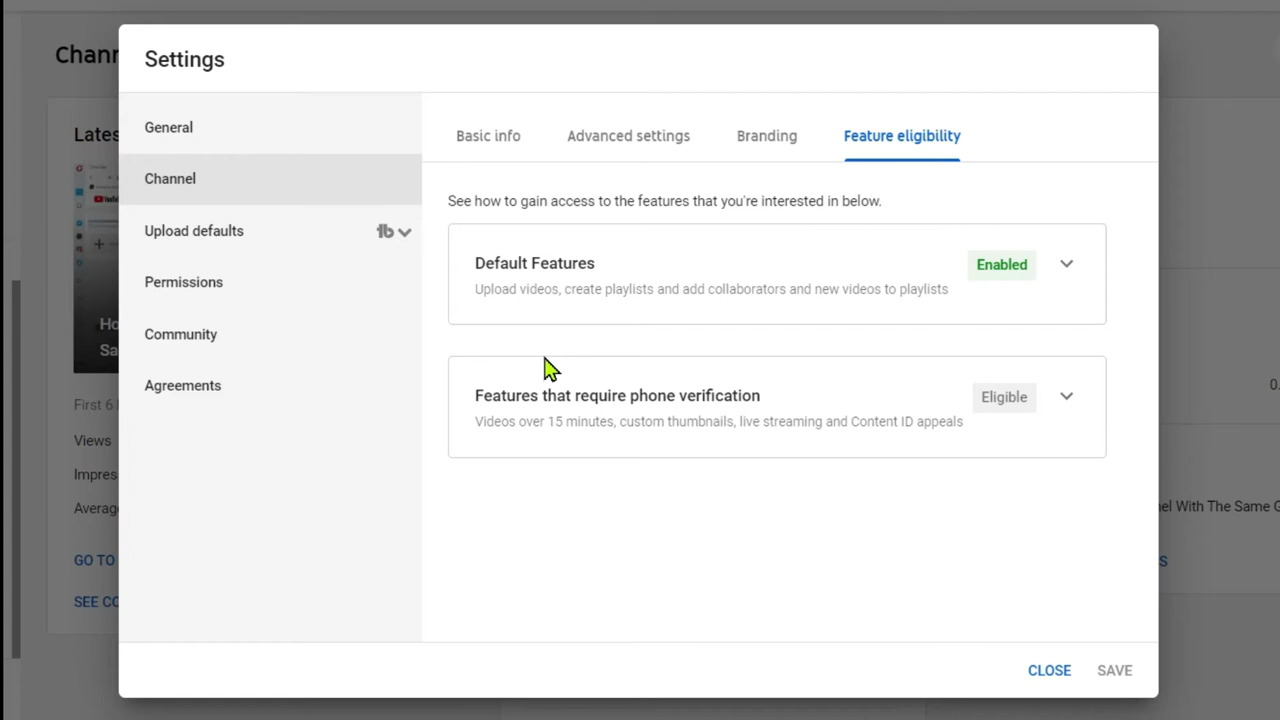 Chann
Settings
General
Channel
Upload defaults
tb
Permissions
Community
Agreements
Basic info
Advanced settings
Branding
Feature eligibility
See how to gain access to the features that you're interested in below.
Default Features
Enabled
Upload videos, create playlists and add collaborators and new videos to playlists
Features that require phone verification
Eligible
Videos over 15 minutes, custom thumbnails, live streaming and Content ID appeals
CLOSE
SAVE
Lates
Ho
Sa
First 6
Views
Impres
Averag
GO TO
SEE CO
0.
nel With The Same G
S